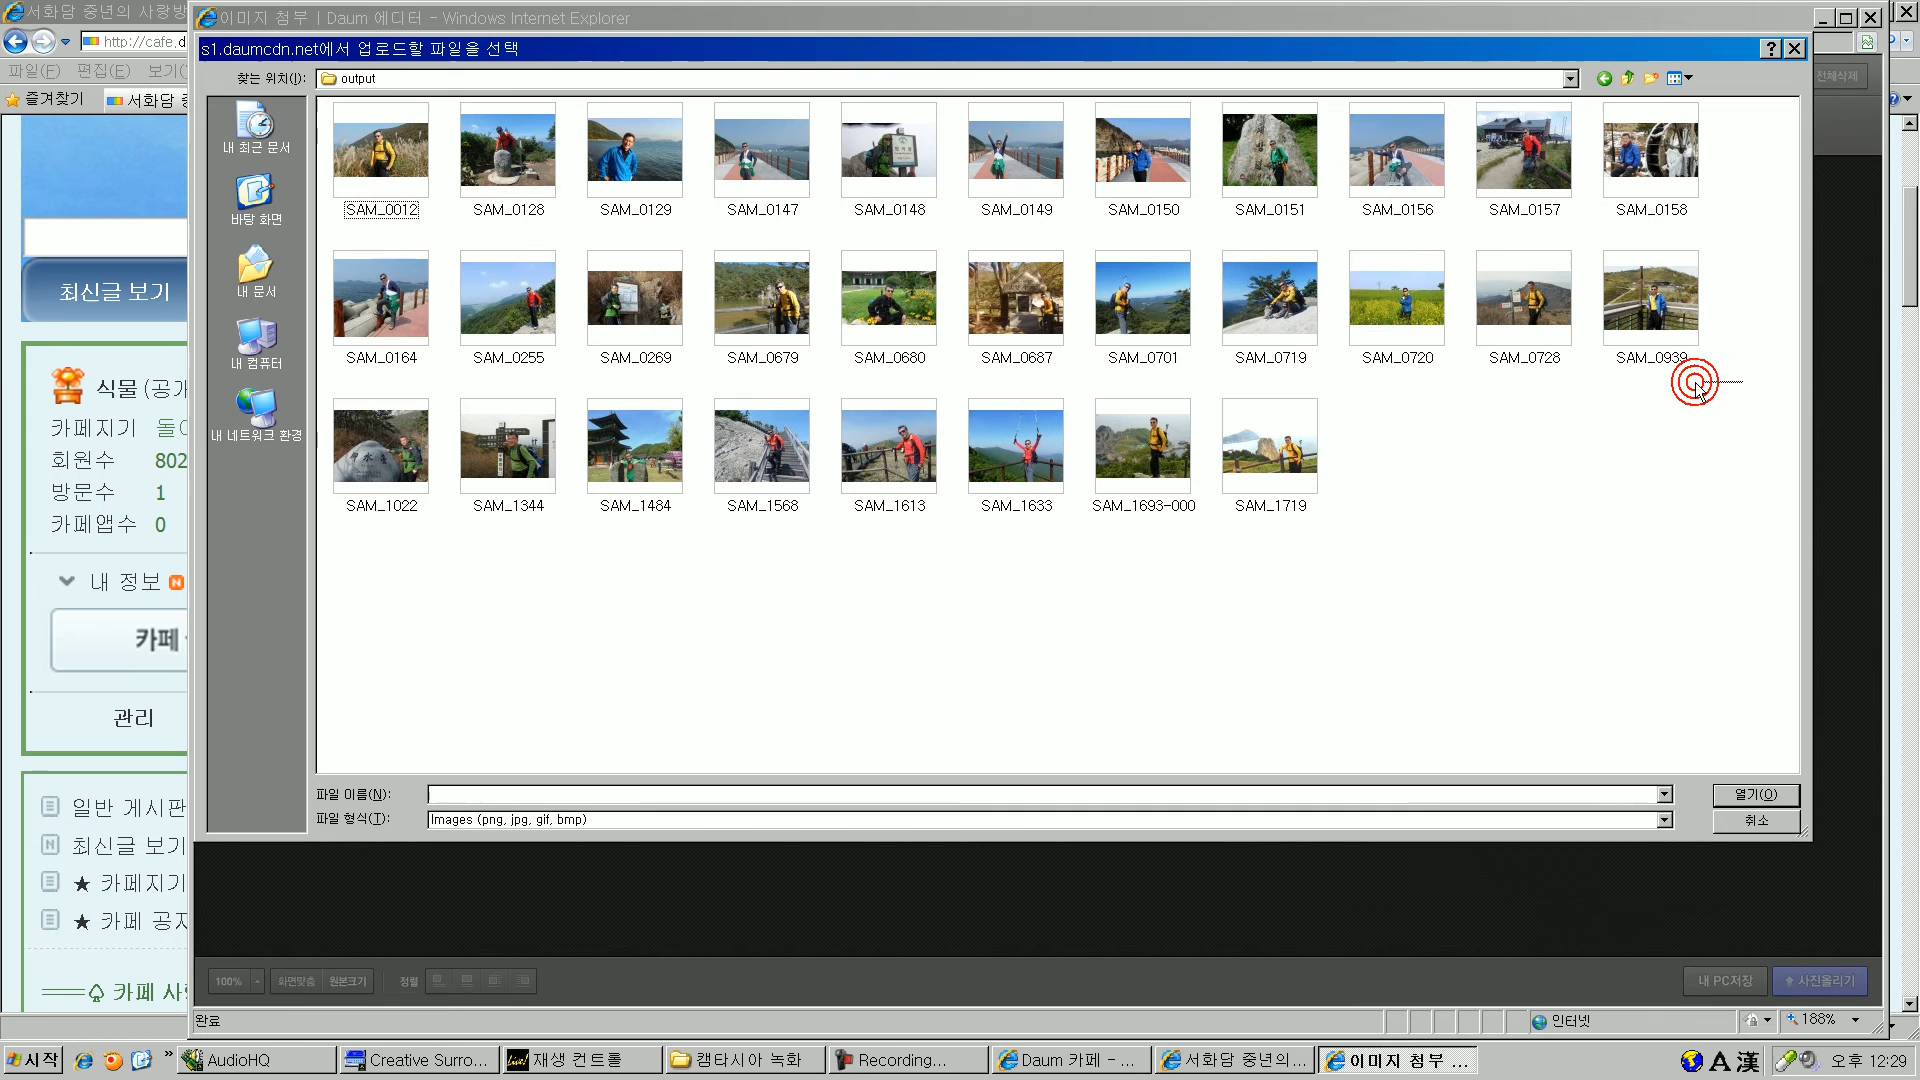 서화담 중년의 사랑방
이미지 첨부 | Daum 에디터 - Windows Internet Explorer
http://cafe.d
s1.daumcdn.net에서 업로드할 파일을 선택
파일(F) 편집(E) 보기(
찾는 위치(I): output
전체삭제
즐겨찾기 서화담 중
내 최근 문서
바탕 화면
내 문서
내 컴퓨터
내 네트워크 환경
SAM_0012 SAM_0128 SAM_0129 SAM_0147 SAM_0148 SAM_0149 SAM_0150 SAM_0151 SAM_0156 SAM_0157 SAM_0158
SAM_0164 SAM_0255 SAM_0269 SAM_0679 SAM_0680 SAM_0687 SAM_0701 SAM_0719 SAM_0720 SAM_0728 SAM_0939
SAM_1022 SAM_1344 SAM_1484 SAM_1568 SAM_1613 SAM_1633 SAM_1693-000 SAM_1719
최신글 보기
식물 (공개
카페지기 돌
회원수 802
방문수 1
카페앱수 0
내 정보 N
카페
관리
파일 이름(N):
열기(O)
파일 형식(T): Images (png, jpg, gif, bmp)
취소
일반 게시판
최신글 보기
★ 카페지기
★ 카페 공지
카페 사
100% 화면맞춤 원본크기 정렬
내 PC저장 사진올리기
완료
인터넷
188%
시작
AudioHQ
Creative Surro...
재생 컨트롤
캠타시아 녹화
Recording...
Daum 카페 - ...
서화담 중년의...
이미지 첨부 ...
A 漢
오후 12:29